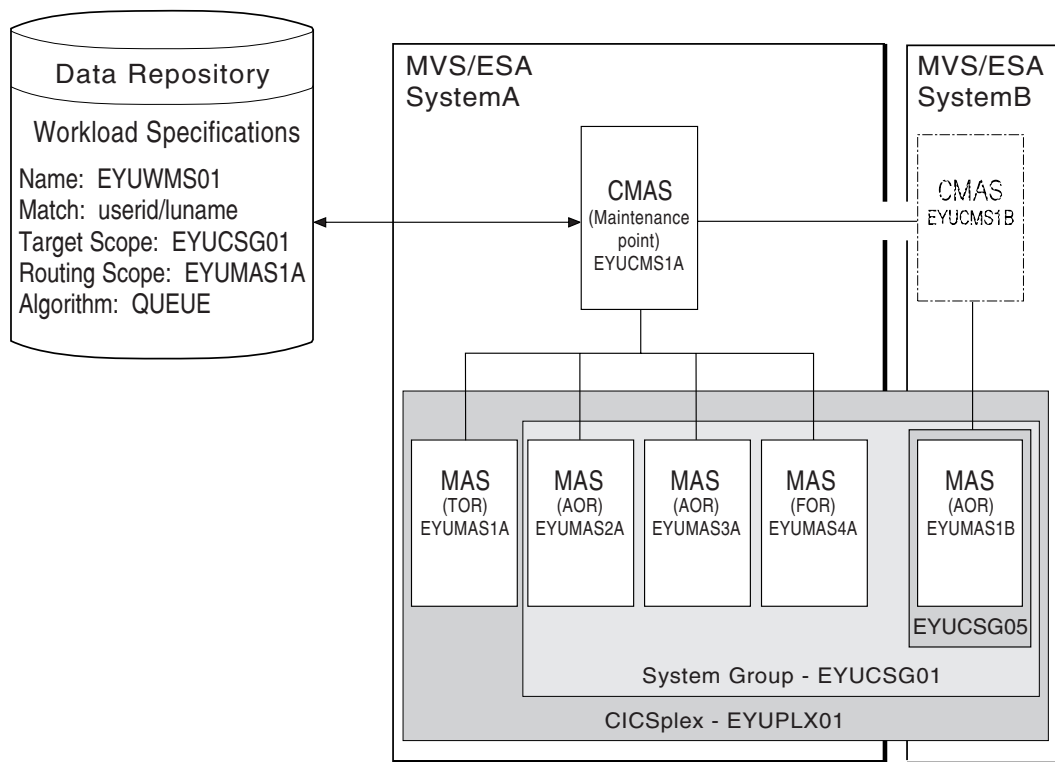 Data Repository
Workload Specifications
Name: EYUWMS01
Match: userid/luname
Target Scope: EYUCSG01
Routing Scope: EYUMAS1A
Algorithm: QUEUE
MVS/ESA
SystemA
CMAS
(Maintenance
point)
EYUCMS1A
MVS/ESA
SystemB
CMAS
EYUCMS1B
MAS
(TOR)
EYUMAS1A
MAS
(AOR)
EYUMAS2A
MAS
(AOR)
EYUMAS3A
MAS
(FOR)
EYUMAS4A
MAS
(AOR)
EYUMAS1B
EYUCSG05
System Group - EYUCSG01
CICSplex - EYUPLX01